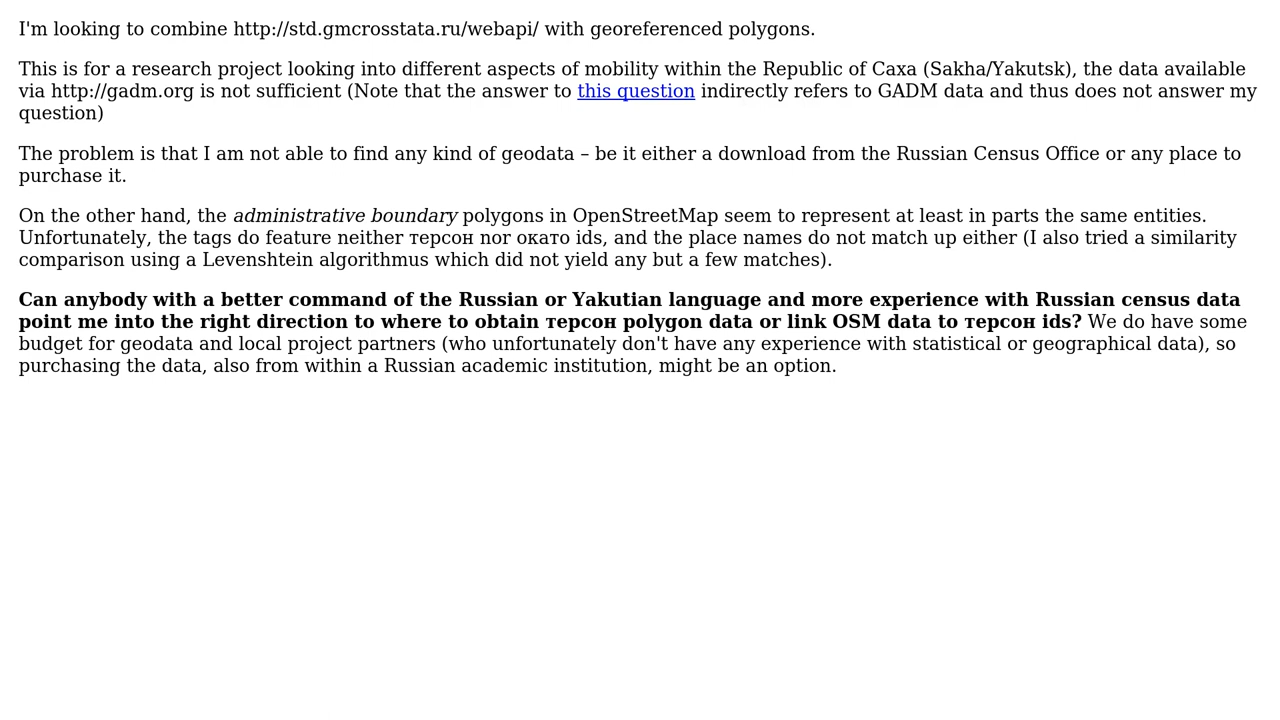 I'm looking to combine http://std.gmcrosstata.ru/webapi/ with georeferenced polygons.
This is for a research project looking into different aspects of mobility within the Republic of Саха (Sakha/Yakutsk), the data available
via http://gadm.org is not sufficient (Note that the answer to this question indirectly refers to GADM data and thus does not answer my
question)
The problem is that I am not able to find any kind of geodata – be it either a download from the Russian Census Office or any place to
purchase it.
On the other hand, the administrative boundary polygons in OpenStreetMap seem to represent at least in parts the same entities.
Unfortunately, the tags do feature neither терсон nor окато ids, and the place names do not match up either (I also tried a similarity
comparison using a Levenshtein algorithmus which did not yield any but a few matches).
Can anybody with a better command of the Russian or Yakutian language and more experience with Russian census data
point me into the right direction to where to obtain терсон polygon data or link OSM data to терсон ids? We do have some
budget for geodata and local project partners (who unfortunately don't have any experience with statistical or geographical data), so
purchasing the data, also from within a Russian academic institution, might be an option.